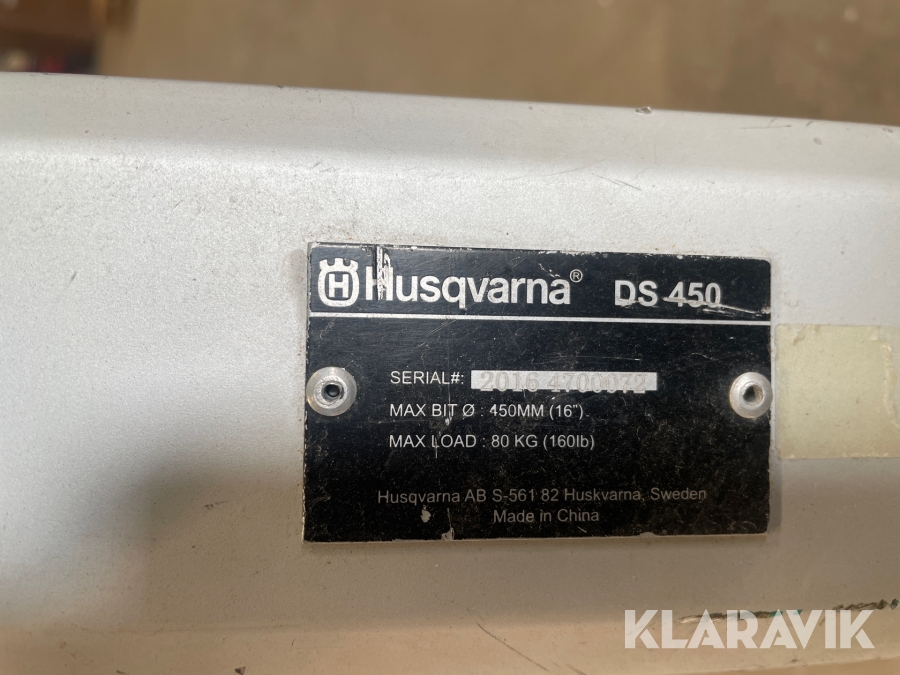 Husqvarna® DS 450
SERIAL#: 2016 4700072
MAX BIT Ø : 450MM (16")
MAX LOAD : 80 KG (160lb)
Husqvarna AB S-561 82 Huskvarna, Sweden
Made in China
KLARAVIK